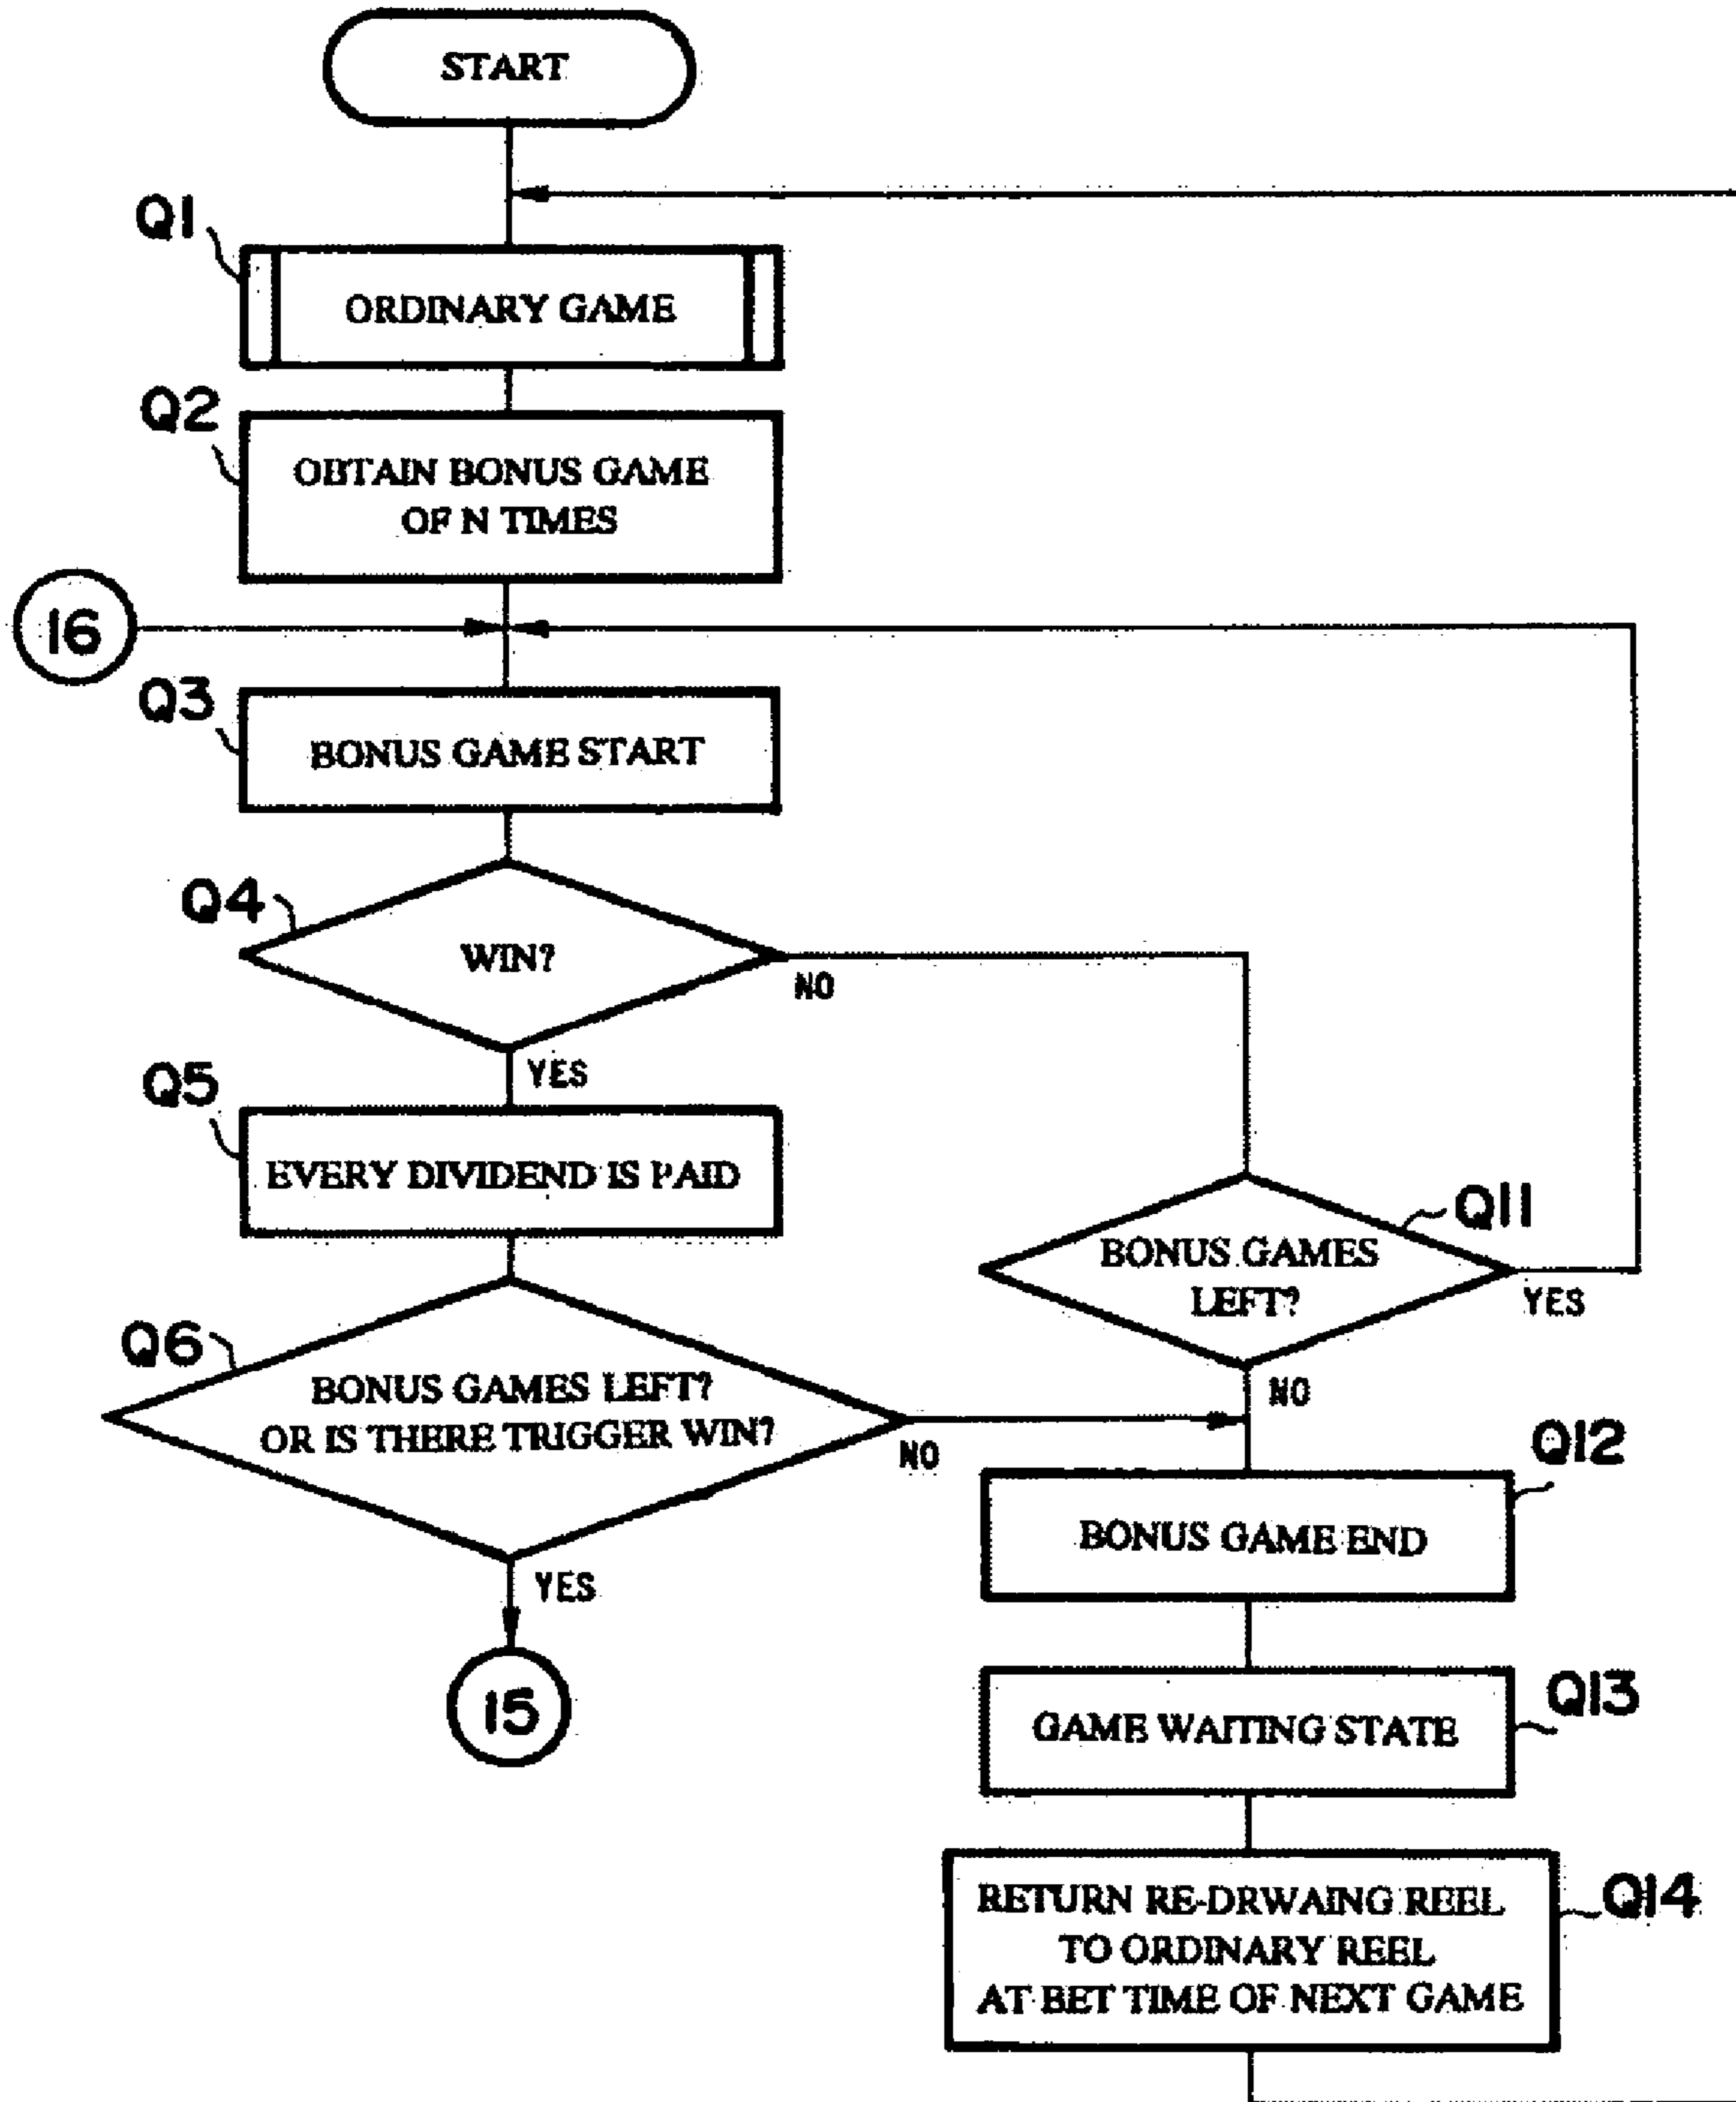 START
Q1
ORDINARY GAME
Q2
OBTAIN BONUS GAME
OF N TIMES
16
Q3
BONUS GAME START
Q4
WIN?
NO
YES
Q5
EVERY DIVIDEND IS PAID
Q11
BONUS GAMES
LEFT?
YES
NO
Q6
BONUS GAMES LEFT?
OR IS THERE TRIGGER WIN?
NO
YES
15
Q12
BONUS GAME END
Q13
GAME WAITING STATE
Q14
RETURN RE-DRWAING REEL
TO ORDINARY REEL
AT BET TIME OF NEXT GAME